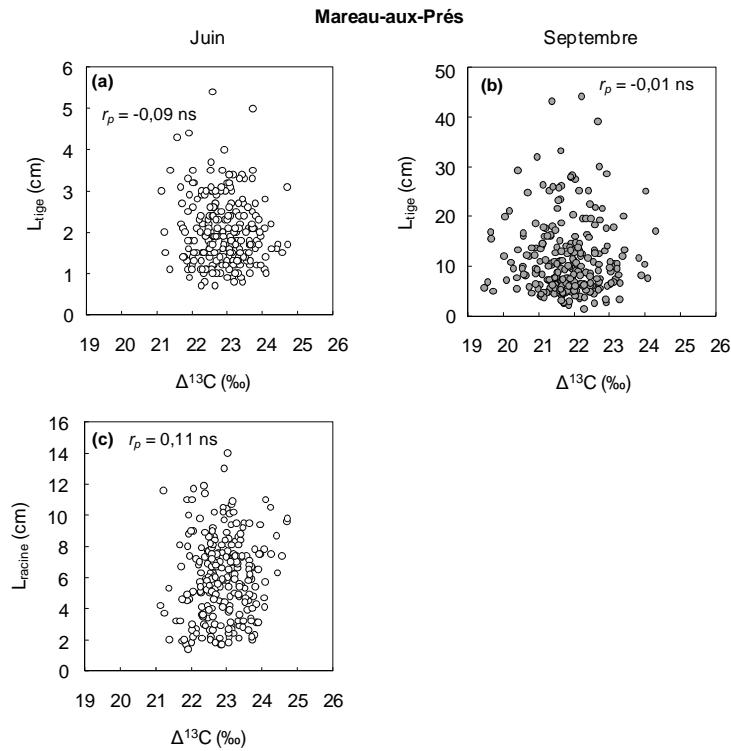 Mareau-aux-Prés
Juin
Septembre
(a)
r_p = -0,09 ns
L_tige (cm)
6
5
4
3
2
1
0
19 20 21 22 23 24 25 26
Δ¹³C (‰)
(b)
r_p = -0,01 ns
L_tige (cm)
50
40
30
20
10
0
19 20 21 22 23 24 25 26
Δ¹³C (‰)
(c) r_p = 0,11 ns
L_racine (cm)
16
14
12
10
8
6
4
2
0
19 20 21 22 23 24 25 26
Δ¹³C (‰)